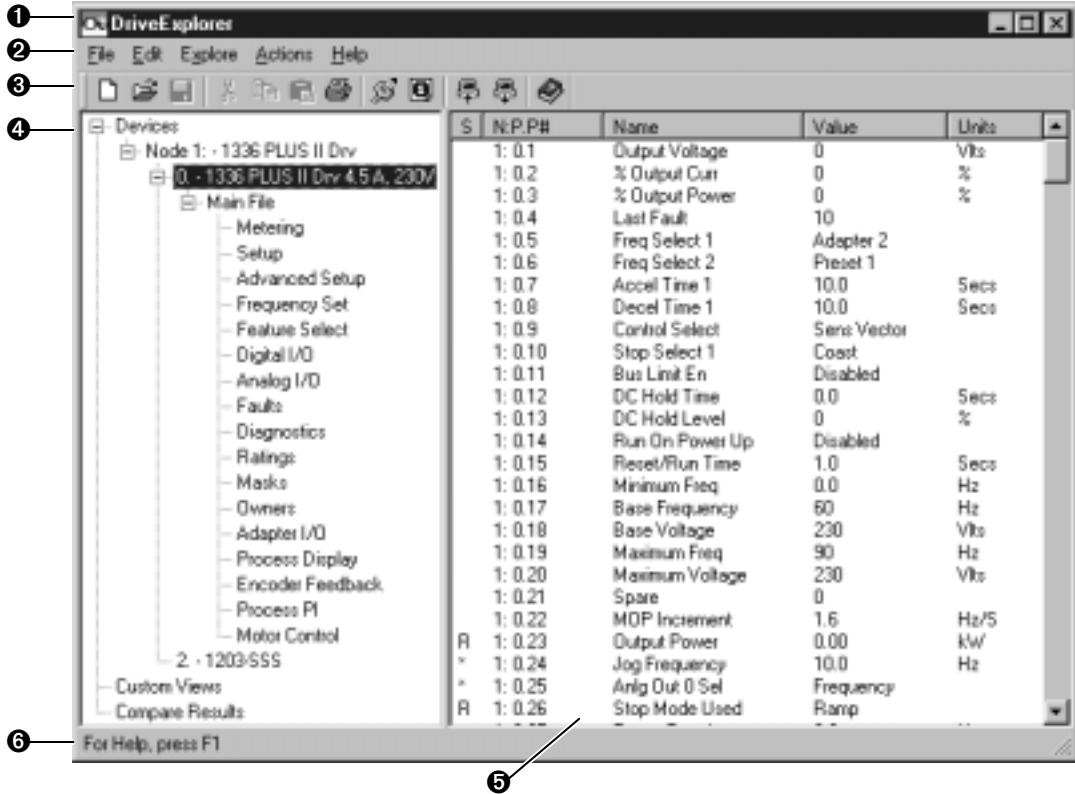 ❶ DriveExplorer
❷ File Edit Explore Actions Help
❸
❹
Devices
Node 1: - 1336 PLUS II Drv
0. - 1336 PLUS II Drv 4.5 A, 230V
Main File
Metering
Setup
Advanced Setup
Frequency Set
Feature Select
Digital I/O
Analog I/O
Faults
Diagnostics
Ratings
Masks
Owners
Adapter I/O
Process Display
Encoder Feedback
Process PI
Motor Control
2. - 1203-SSS
Custom Views
Compare Results
S N:P.P# Name Value Units
1: 0.1 Output Voltage 0 Vlts
1: 0.2 % Output Curr 0 %
1: 0.3 % Output Power 0 %
1: 0.4 Last Fault 10
1: 0.5 Freq Select 1 Adapter 2
1: 0.6 Freq Select 2 Preset 1
1: 0.7 Accel Time 1 10.0 Secs
1: 0.8 Decel Time 1 10.0 Secs
1: 0.9 Control Select Sens Vector
1: 0.10 Stop Select 1 Coast
1: 0.11 Bus Limit En Disabled
1: 0.12 DC Hold Time 0.0 Secs
1: 0.13 DC Hold Level 0 %
1: 0.14 Run On Power Up Disabled
1: 0.15 Reset/Run Time 1.0 Secs
1: 0.16 Minimum Freq 0.0 Hz
1: 0.17 Base Frequency 60 Hz
1: 0.18 Base Voltage 230 Vlts
1: 0.19 Maximum Freq 90 Hz
1: 0.20 Maximum Voltage 230 Vlts
1: 0.21 Spare 0
1: 0.22 MOP Increment 1.6 Hz/S
R 1: 0.23 Output Power 0.00 kW
* 1: 0.24 Jog Frequency 10.0 Hz
* 1: 0.25 Anlg Out 0 Sel Frequency
R 1: 0.26 Stop Mode Used Ramp
❻ For Help, press F1
❺